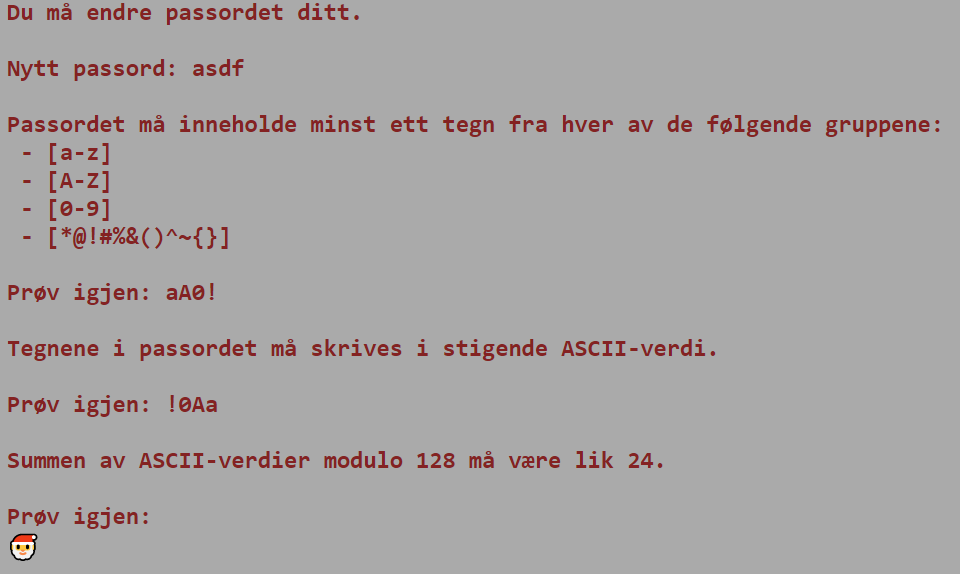 Du må endre passordet ditt.
Nytt passord: asdf
Passordet må inneholde minst ett tegn fra hver av de følgende gruppene:
- [a-z]
- [A-Z]
- [0-9]
- [*@!#%&()^~{}]
Prøv igjen: aA0!
Tegnene i passordet må skrives i stigende ASCII-verdi.
Prøv igjen: !0Aa
Summen av ASCII-verdier modulo 128 må være lik 24.
Prøv igjen: